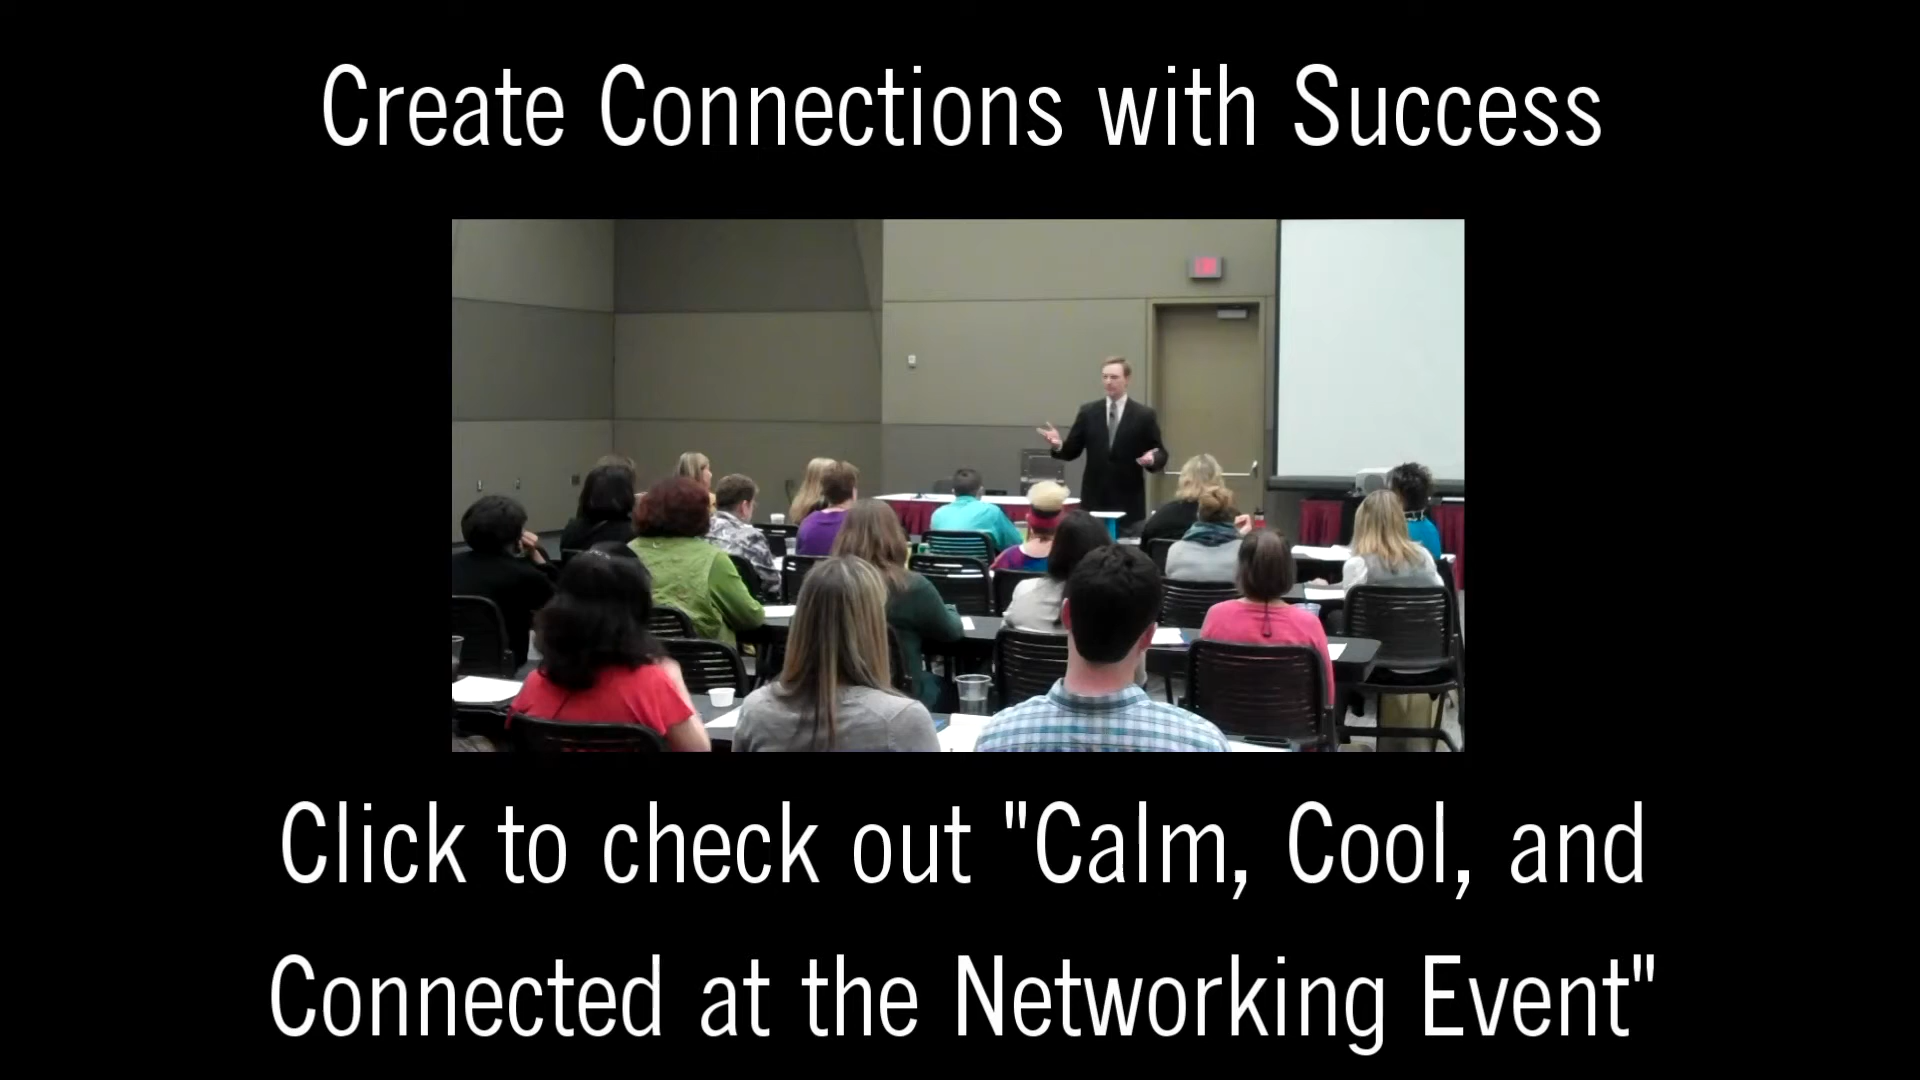 Create Connections with Success
Click to check out "Calm, Cool, and
Connected at the Networking Event"